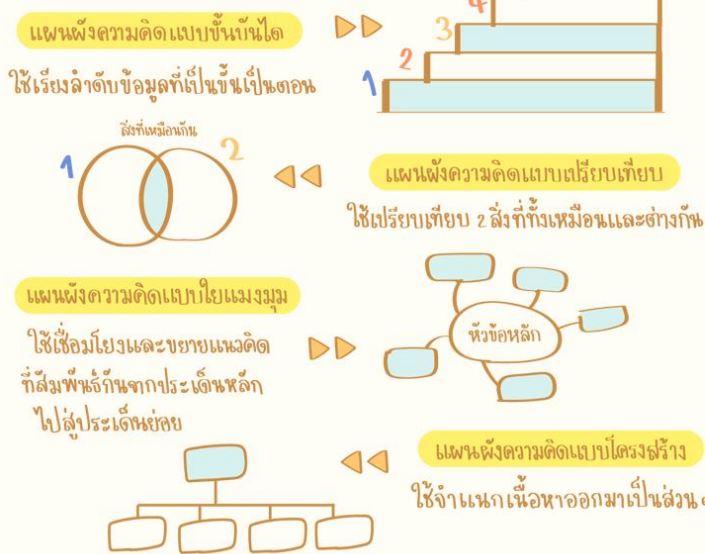 แผนผังความคิดแบบขั้นบันได
ใช้เรียงลำดับข้อมูลที่เป็นขั้นเป็นตอน
4
3
2
1
สิ่งที่เหมือนกัน
1
2
แผนผังความคิดแบบเปรียบเทียบ
ใช้เปรียบเทียบ 2 สิ่งที่ทั้งเหมือนและต่างกัน
แผนผังความคิดแบบใยแมงมุม
ใช้เชื่อมโยงและขยายแนวคิด
ที่สัมพันธ์กันจากประเด็นหลัก
ไปสู่ประเด็นย่อย
หัวข้อหลัก
แผนผังความคิดแบบโครงสร้าง
ใช้จำแนกเนื้อหาออกมาเป็นส่วน